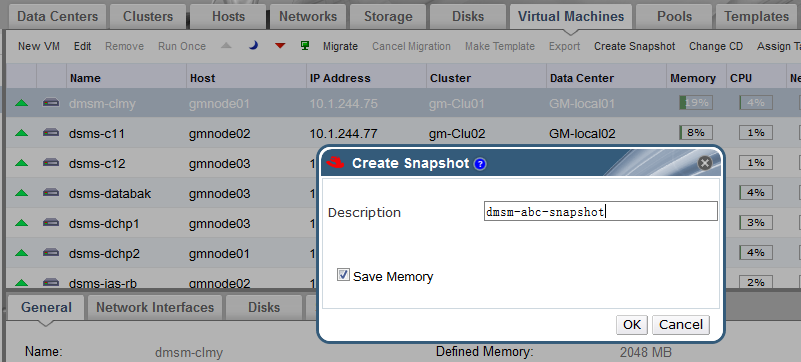 Data Centers Clusters Hosts Networks Storage Disks Virtual Machines Pools Templates
New VM Edit Remove Run Once Migrate Cancel Migration Make Template Export Create Snapshot Change CD Assign Ta
Name Host IP Address Cluster Data Center Memory CPU Ne
dmsm-clmy gmnode01 10.1.244.75 gm-Clu01 GM-local01 19% 4%
dsms-c11 gmnode02 10.1.244.77 gm-Clu02 GM-local02 8% 1%
dsms-c12 gmnode03 1%
dsms-databak gmnode03 4%
dsms-dchp1 gmnode03 3%
dsms-dchp2 gmnode01 4%
dsms-ias-rb gmnode02 2%
Create Snapshot
Description dmsm-abc-snapshot
Save Memory
OK Cancel
General Network Interfaces Disks
Name: dmsm-clmy Defined Memory: 2048 MB